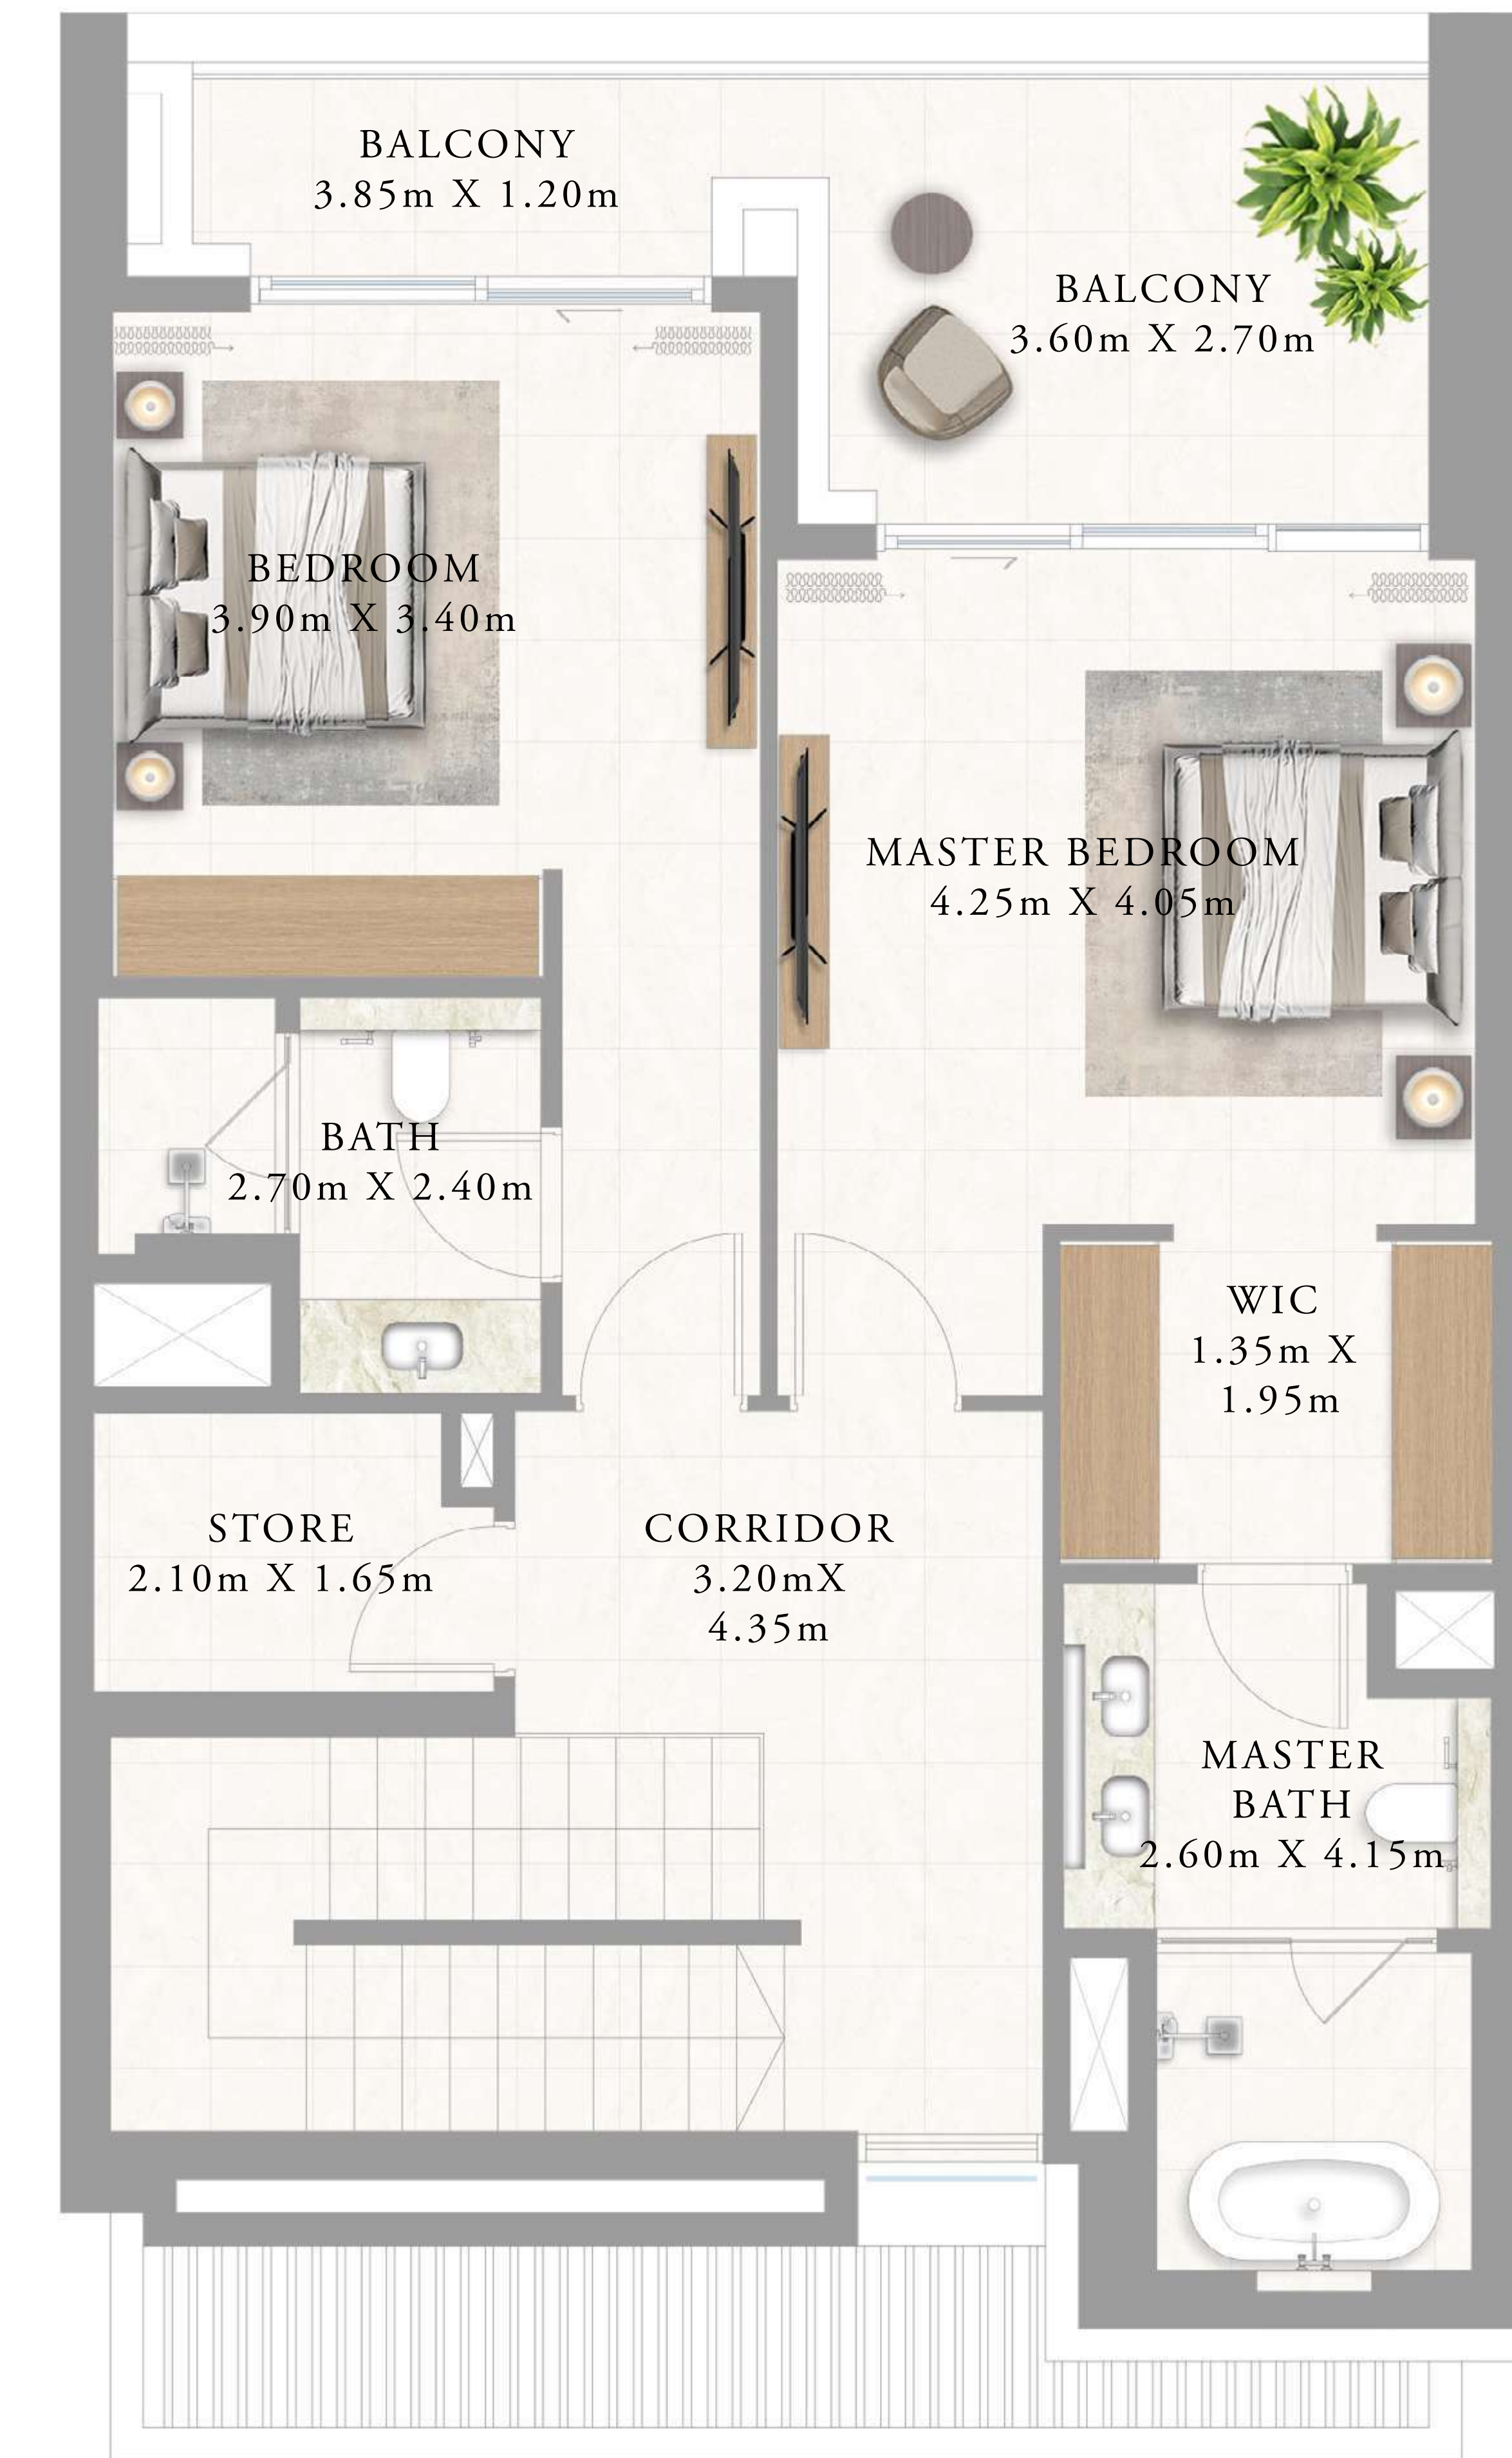 BALCONY
3.85m X 1.20m
BALCONY
3.60m X 2.70m
BEDROOM
3.90m X 3.40m
MASTER BEDROOM
4.25m X 4.05m
BATH
2.70m X 2.40m
WIC
1.35m X
1.95m
STORE
2.10m X 1.65m
CORRIDOR
3.20mX
4.35m
MASTER
BATH
2.60m X 4.15m